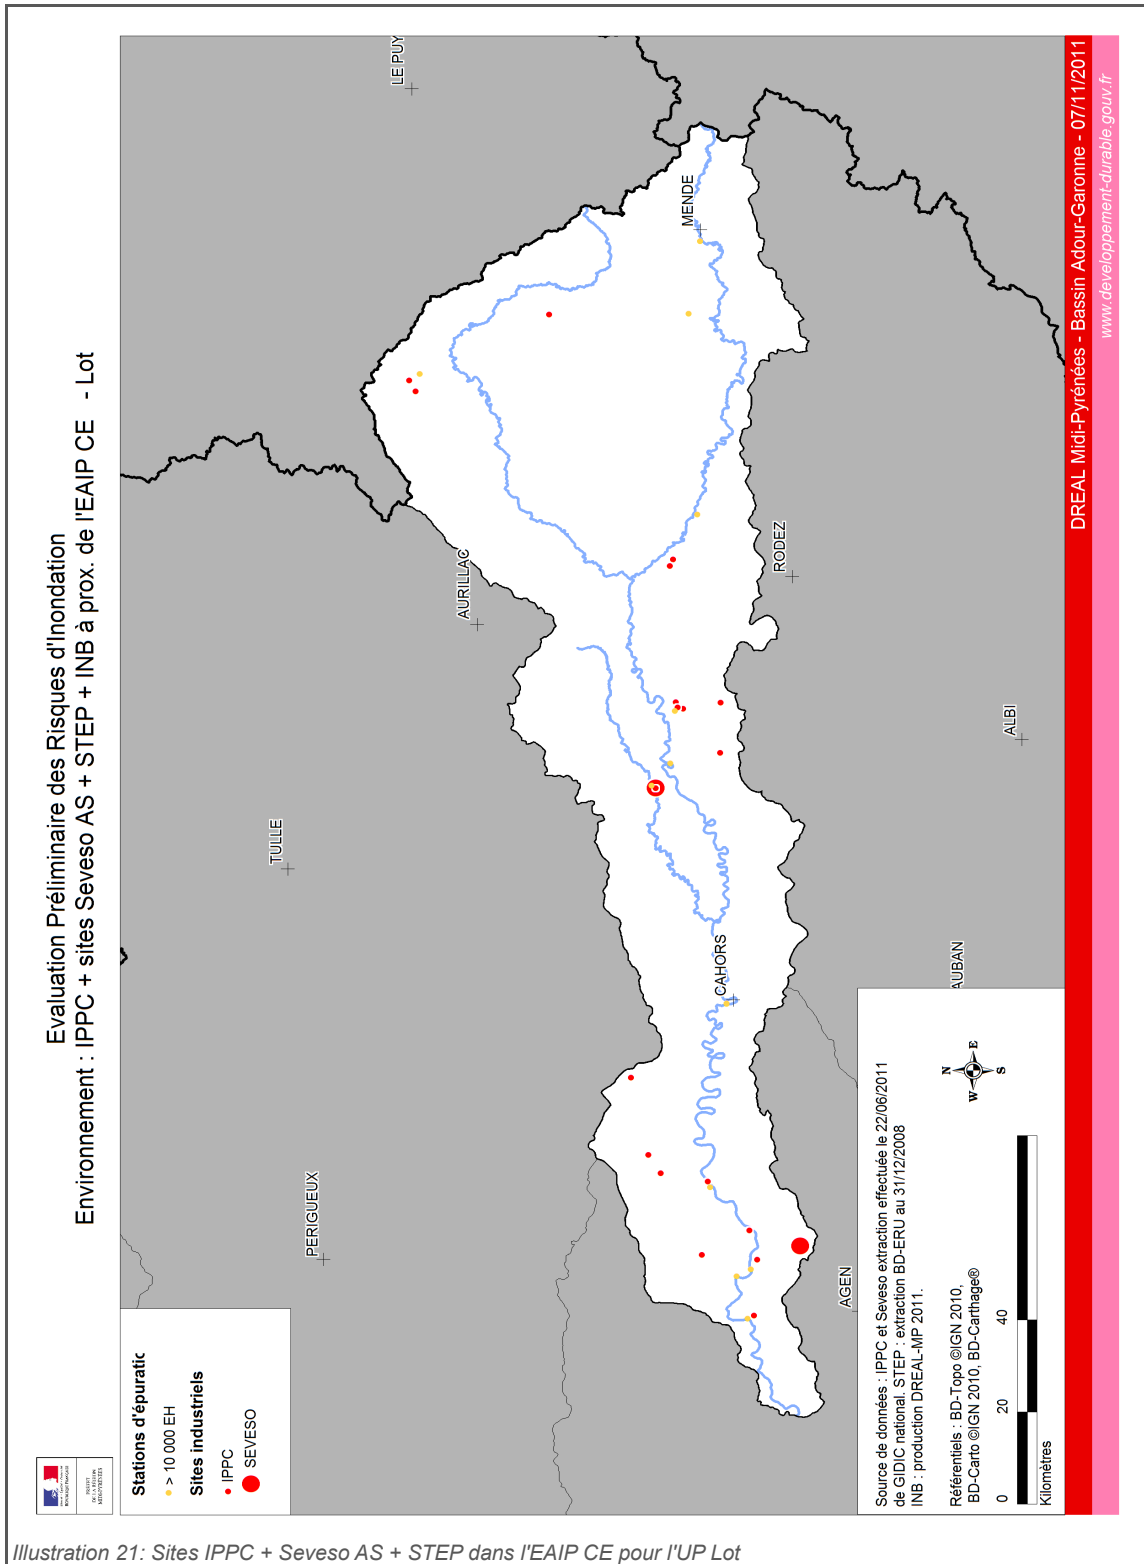 Evaluation Préliminaire des Risques d'Inondation
Environnement : IPPC + sites Seveso AS + STEP + INB à prox. de l'EAIP CE - Lot
PERIGUEUX
TULLE
AURILLAC
LE PUY
MENDE
RODEZ
CAHORS
ALBI
AGEN
AUBAN
Stations d'épuratic
> 10 000 EH
Sites industriels
IPPC
SEVESO
Source de données : IPPC et Seveso extraction effectuée le 22/06/2011
de GIDIC national. STEP : extraction BD-ERU au 31/12/2008
INB : production DREAL-MP 2011.
Référentiels : BD-Topo ©IGN 2010,
BD-Carto ©IGN 2010, BD-Carthage®
N
W
E
S
0 20 40
Kilomètres
DREAL Midi-Pyrénées - Bassin Adour-Garonne - 07/11/2011
www.developpement-durable.gouv.fr
Illustration 21: Sites IPPC + Seveso AS + STEP dans l'EAIP CE pour l'UP Lot